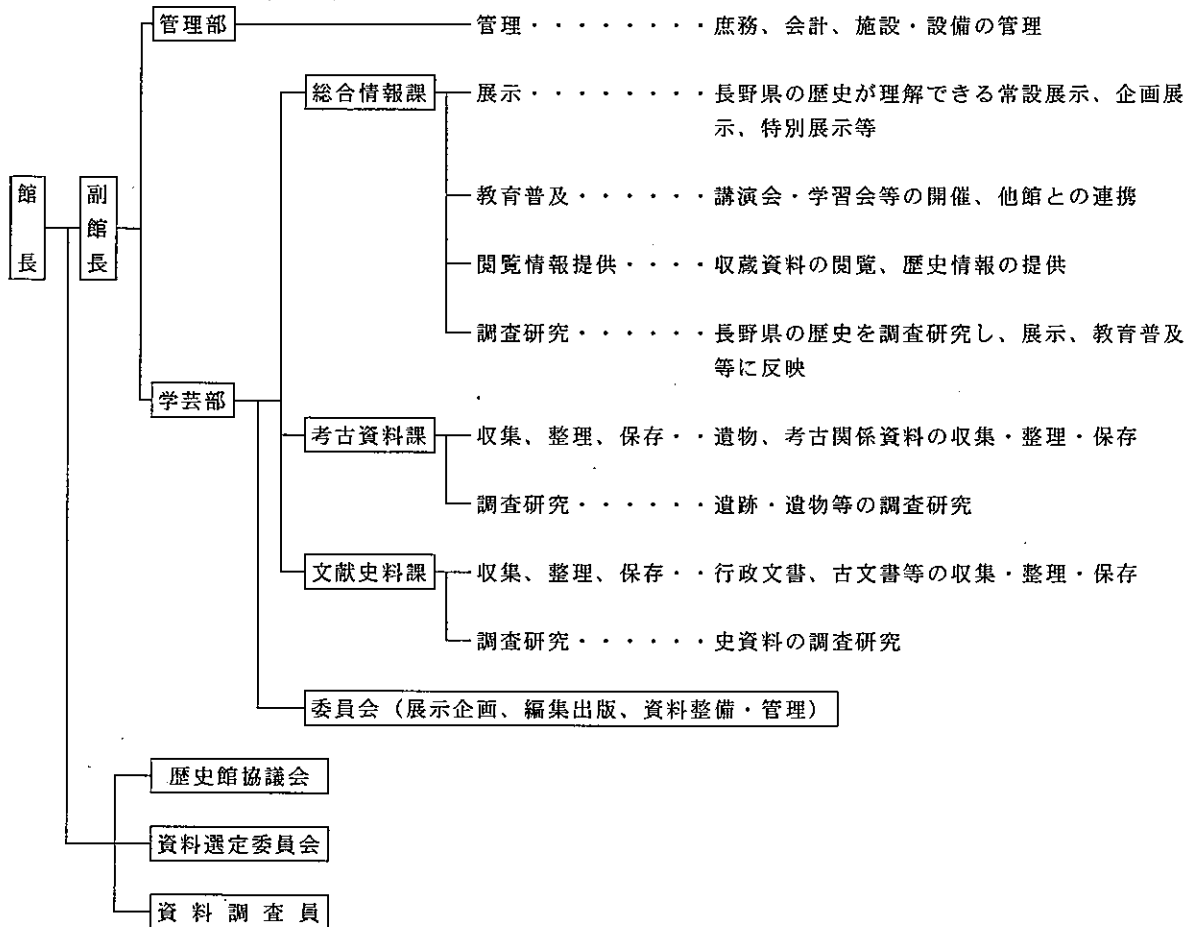 管理部 管理・・・・・・・・庶務、会計、施設・設備の管理
総合情報課 展示・・・・・・・・長野県の歴史が理解できる常設展示、企画展
示、特別展示等
館長
副館長
教育普及・・・・・・講演会・学習会等の開催、他館との連携
閲覧情報提供・・・・収蔵資料の閲覧、歴史情報の提供
調査研究・・・・・・長野県の歴史を調査研究し、展示、教育普及
等に反映
学芸部
考古資料課 収集、整理、保存・・遺物、考古関係資料の収集・整理・保存
調査研究・・・・・・遺跡・遺物等の調査研究
文献史料課 収集、整理、保存・・行政文書、古文書等の収集・整理・保存
調査研究・・・・・・史資料の調査研究
委員会(展示企画、編集出版、資料整備・管理)
歴史館協議会
資料選定委員会
資料調査員